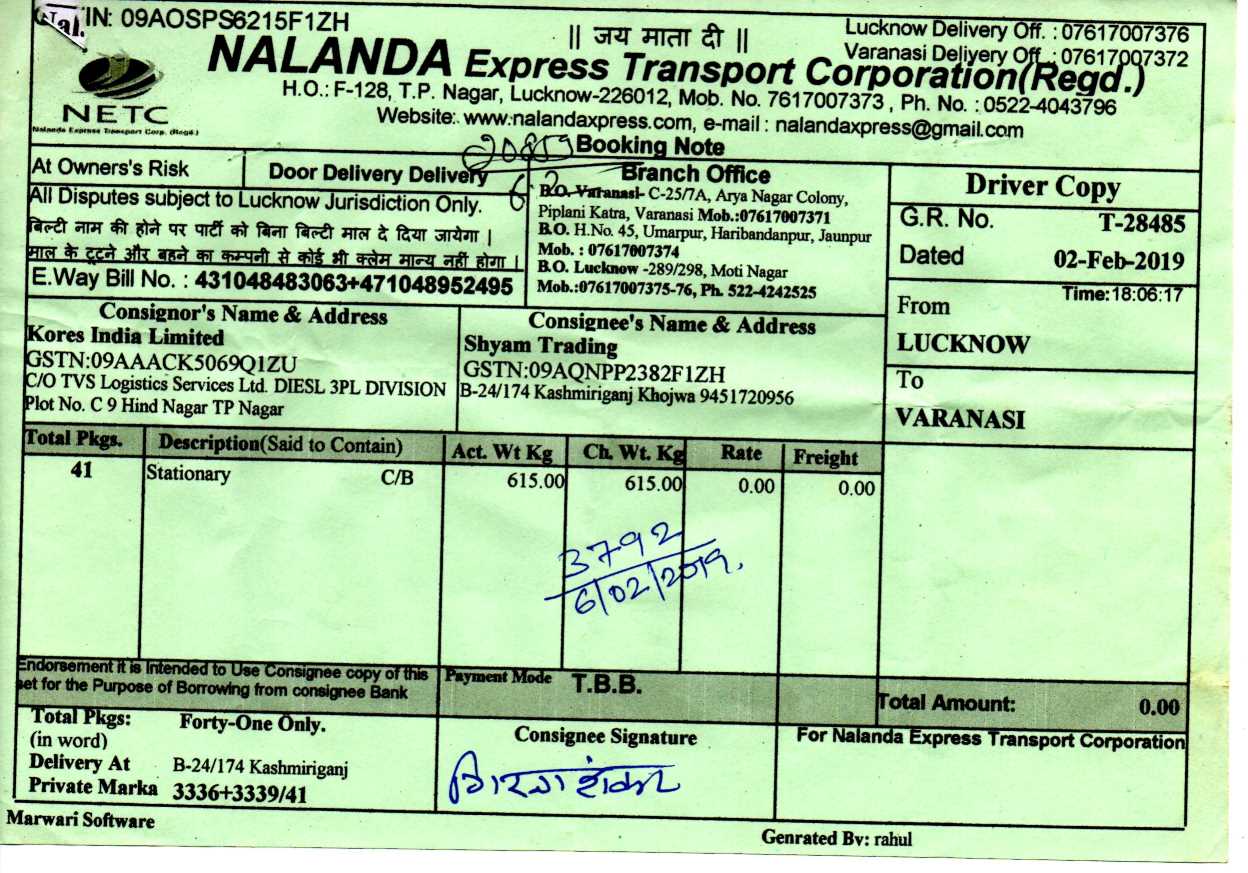 IN: 09AOSPS6215F1ZH
|| जय माता दी ||
Lucknow Delivery Off. : 07617007376
Varanasi Delivery Off. : 07617007372
NALANDA Express Transport Corporation(Regd.)
NETC
Nalanda Express Transport Corp. (Regd.)
H.O.: F-128, T.P. Nagar, Lucknow-226012, Mob. No. 7617007373 , Ph. No. : 0522-4043796
Website: www.nalandaxpress.com, e-mail : nalandaxpress@gmail.com
Booking Note
At Owners's Risk
Door Delivery Delivery
All Disputes subject to Lucknow Jurisdiction Only.
बिल्टी नाम की होने पर पार्टी को बिना बिल्टी माल दे दिया जायेगा |
माल के टूटने और बहने का कम्पनी से कोई भी क्लेम मान्य नहीं होगा |
E.Way Bill No. : 431048483063+471048952495
Branch Office
B.O. Varanasi- C-25/7A, Arya Nagar Colony,
Piplani Katra, Varanasi Mob.:07617007371
B.O. H.No. 45, Umarpur, Haribandanpur, Jaunpur
Mob. : 07617007374
B.O. Lucknow -289/298, Moti Nagar
Mob.:07617007375-76, Ph. 522-4242525
Driver Copy
G.R. No. T-28485
Dated 02-Feb-2019
Time:18:06:17
From
LUCKNOW
To
VARANASI
Consignor's Name & Address
Kores India Limited
GSTN:09AAACK5069Q1ZU
C/O TVS Logistics Services Ltd. DIESL 3PL DIVISION
Plot No. C 9 Hind Nagar TP Nagar
Consignee's Name & Address
Shyam Trading
GSTN:09AQNPP2382F1ZH
B-24/174 Kashmiriganj Khojwa 9451720956
Total Pkgs. Description(Said to Contain) Act. Wt Kg Ch. Wt. Kg Rate Freight
41 Stationary C/B 615.00 615.00 0.00 0.00
3792
6/02/2019.
Endorsement it is Intended to Use Consignee copy of this
set for the Purpose of Borrowing from consignee Bank
Payment Mode T.B.B.
Total Amount: 0.00
Total Pkgs: Forty-One Only.
(in word)
Delivery At B-24/174 Kashmiriganj
Private Marka 3336+3339/41
Consignee Signature
For Nalanda Express Transport Corporation
Marwari Software
Genrated By: rahul